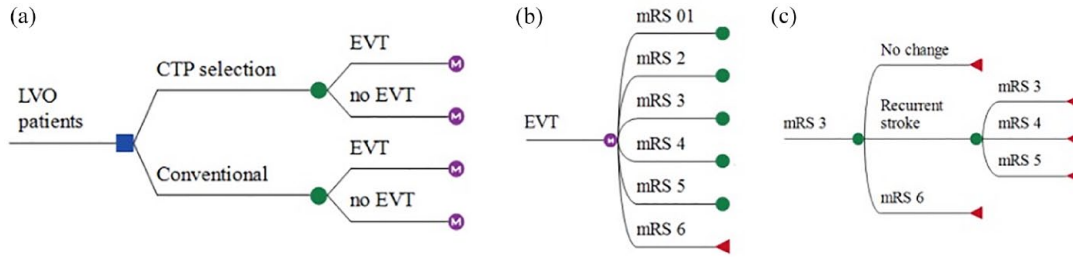 (a)
LVO
patients
CTP selection
Conventional
EVT
M
no EVT
M
EVT
M
no EVT
M
(b)
EVT
M
mRS 01
mRS 2
mRS 3
mRS 4
mRS 5
mRS 6
(c)
mRS 3
No change
Recurrent
stroke
mRS 6
mRS 3
mRS 4
mRS 5